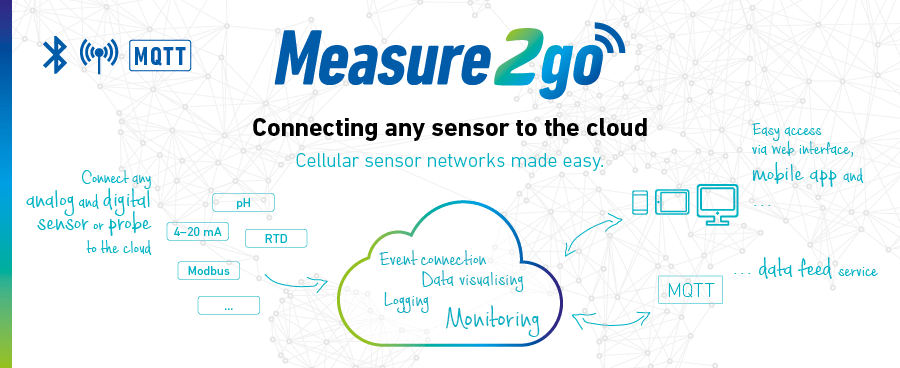 MQTT
Measure2go
Connecting any sensor to the cloud
Cellular sensor networks made easy.
Connect any
analog and digital
sensor or probe
to the cloud
pH
4–20 mA
RTD
Modbus
...
Event connection
Data visualising
Logging
Monitoring
Easy access
via web interface,
mobile app and
...
... data feed service
MQTT